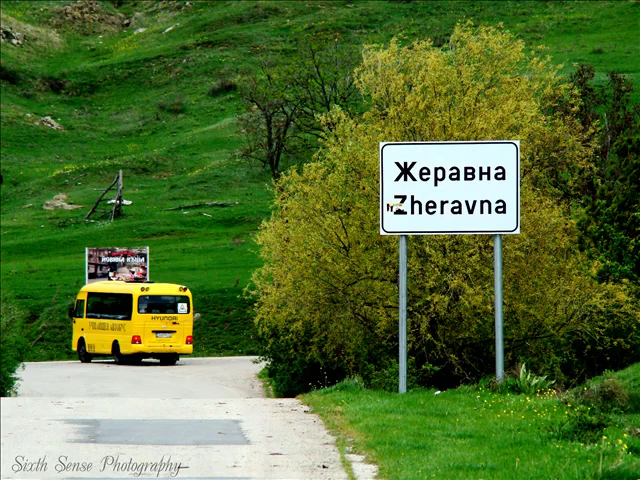 Жеравна
Zheravna
HYUNDAI
Sixth Sense Photography